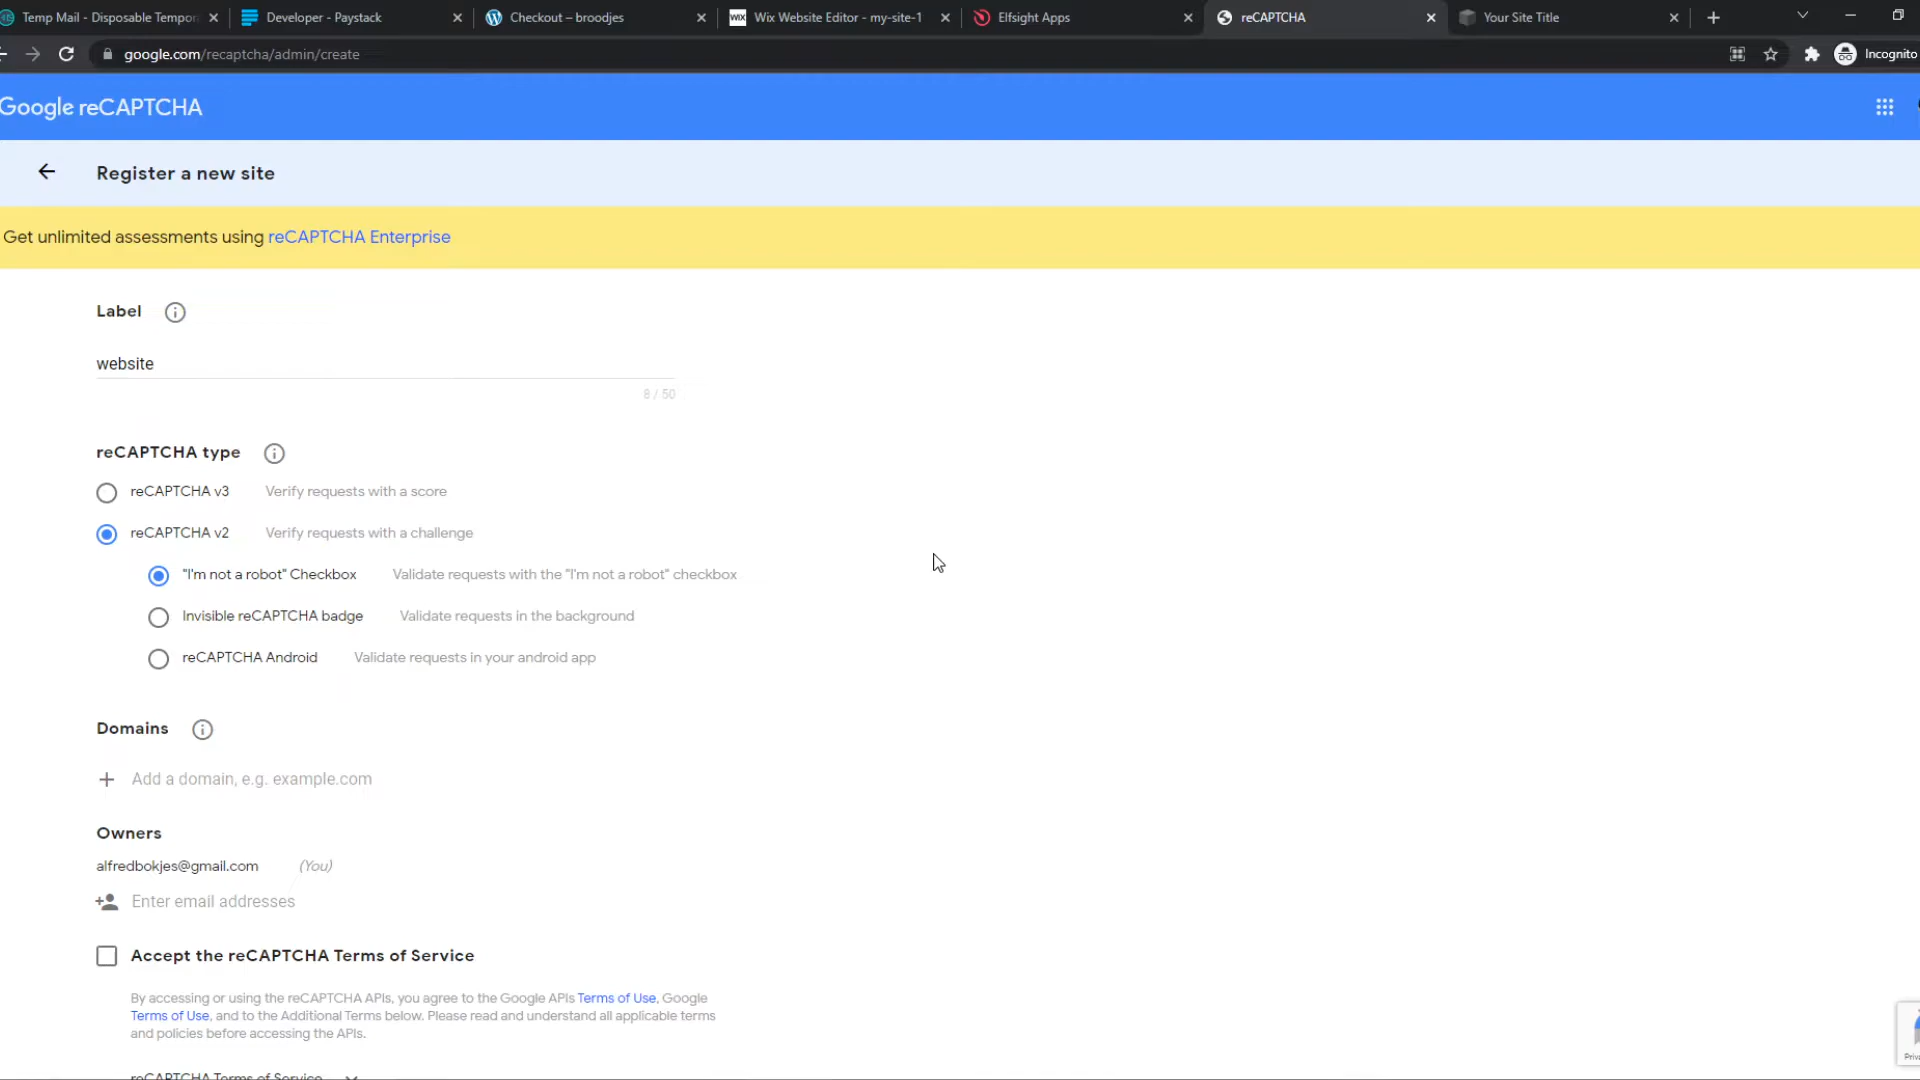 Temp Mail - Disposable Tempor
Developer - Paystack
Checkout – broodjes
WIX
Wix Website Editor - my-site-1
Elfsight Apps
reCAPTCHA
Your Site Title
google.com/recaptcha/admin/create
Incognito
Google reCAPTCHA
Register a new site
Get unlimited assessments using reCAPTCHA Enterprise
Label
website
8 / 50
reCAPTCHA type
reCAPTCHA v3 Verify requests with a score
reCAPTCHA v2 Verify requests with a challenge
"I'm not a robot" Checkbox Validate requests with the "I'm not a robot" checkbox
Invisible reCAPTCHA badge Validate requests in the background
reCAPTCHA Android Validate requests in your android app
Domains
Add a domain, e.g. example.com
Owners
alfredbokjes@gmail.com (You)
Enter email addresses
Accept the reCAPTCHA Terms of Service
By accessing or using the reCAPTCHA APIs, you agree to the Google APIs Terms of Use, Google
Terms of Use, and to the Additional Terms below. Please read and understand all applicable terms
and policies before accessing the APIs.
reCAPTCHA Terms of Service
Priva